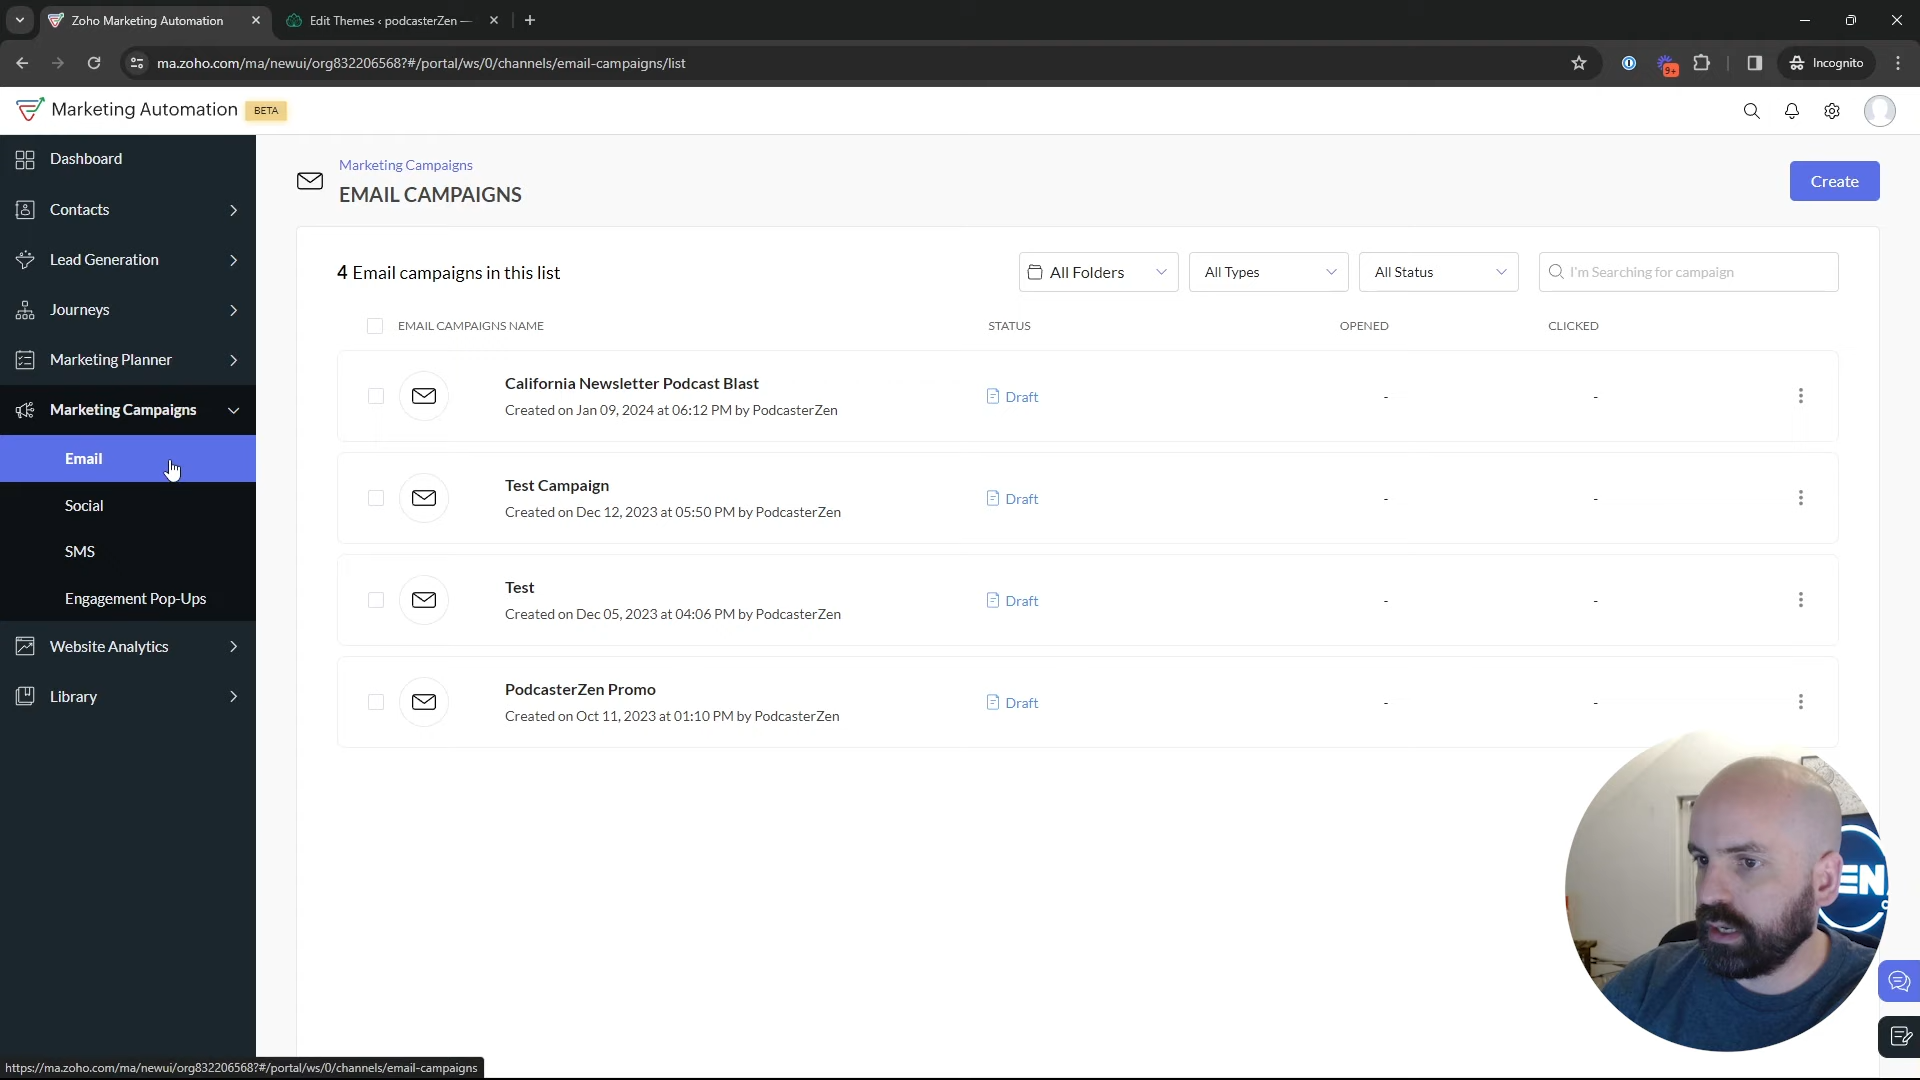 Zoho Marketing Automation
Edit Themes ‹ podcasterZen —
ma.zoho.com/ma/newui/org832206568?#/portal/ws/0/channels/email-campaigns/list
9+
Incognito
Marketing Automation
BETA
Dashboard
Contacts
Lead Generation
Journeys
Marketing Planner
Marketing Campaigns
Email
Social
SMS
Engagement Pop-Ups
Website Analytics
Library
Marketing Campaigns
EMAIL CAMPAIGNS
Create
4 Email campaigns in this list
All Folders
All Types
All Status
I'm Searching for campaign
EMAIL CAMPAIGNS NAME
STATUS
OPENED
CLICKED
California Newsletter Podcast Blast
Created on Jan 09, 2024 at 06:12 PM by PodcasterZen
Draft
-
-
Test Campaign
Created on Dec 12, 2023 at 05:50 PM by PodcasterZen
Draft
-
-
Test
Created on Dec 05, 2023 at 04:06 PM by PodcasterZen
Draft
-
-
PodcasterZen Promo
Created on Oct 11, 2023 at 01:10 PM by PodcasterZen
Draft
-
-
https://ma.zoho.com/ma/newui/org832206568?#/portal/ws/0/channels/email-campaigns